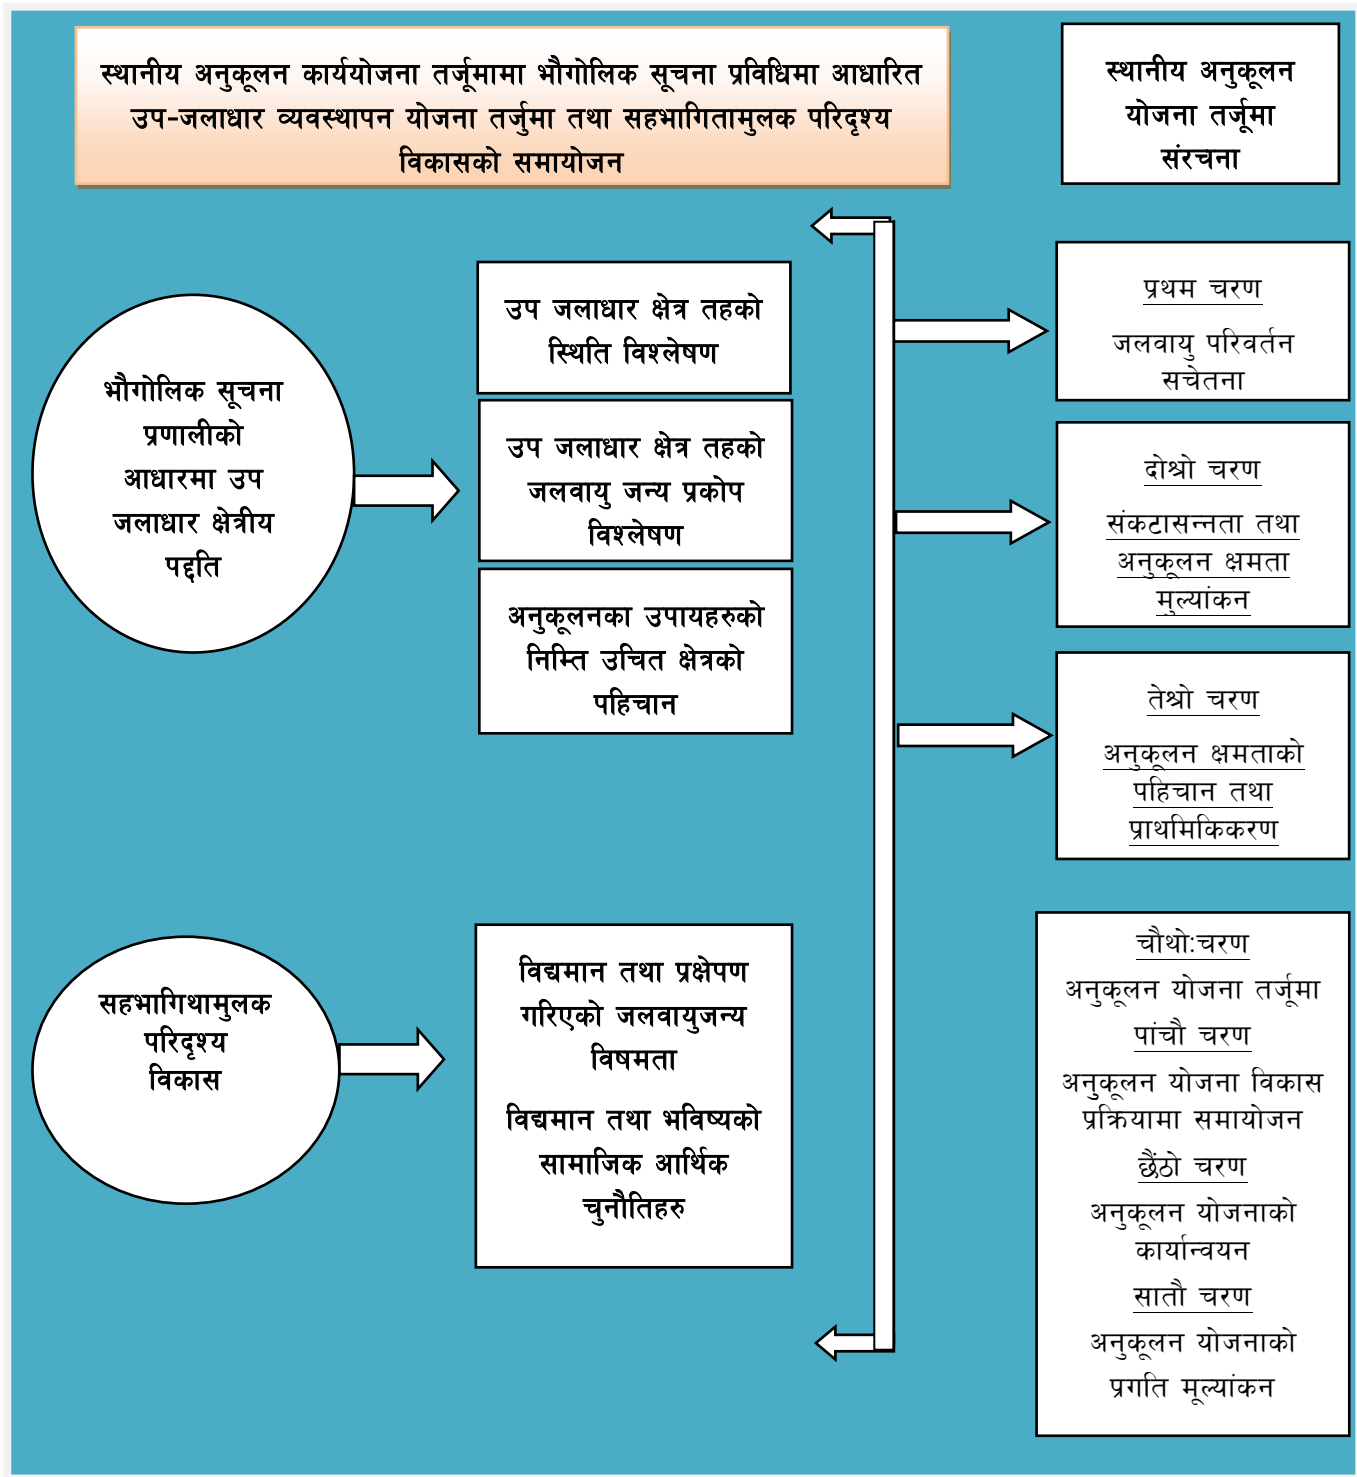 स्थानीय अनुकूलन कार्ययोजना तर्जूमामा भौगोलिक सूचना प्रविधिमा आधारित
उप-जलाधार व्यवस्थापन योजना तर्जुमा तथा सहभागितामुलक परिदृश्य
विकासको समायोजन
स्थानीय अनुकूलन
योजना तर्जूमा
संरचना
भौगोलिक सूचना
प्रणालीको
आधारमा उप
जलाधार क्षेत्रीय
पद्दति
उप जलाधार क्षेत्र तहको
स्थिति विश्लेषण
उप जलाधार क्षेत्र तहको
जलवायु जन्य प्रकोप
विश्लेषण
अनुकूलनका उपायहरुको
निम्ति उचित क्षेत्रको
पहिचान
सहभागिथामुलक
परिदृश्य
विकास
विद्यमान तथा प्रक्षेपण
गरिएको जलवायुजन्य
विषमता
विद्यमान तथा भविष्यको
सामाजिक आर्थिक
चुनौतिहरु
प्रथम चरण
जलवायु परिवर्तन
सचेतना
दोश्रो चरण
संकटासन्नता तथा
अनुकूलन क्षमता
मुल्यांकन
तेश्रो चरण
अनुकूलन क्षमताको
पहिचान तथा
प्राथमिकिकरण
चौथोःचरण
अनुकूलन योजना तर्जूमा
पांचौ चरण
अनुकूलन योजना विकास
प्रक्रियामा समायोजन
छैंठो चरण
अनुकूलन योजनाको
कार्यान्वयन
सातौ चरण
अनुकूलन योजनाको
प्रगति मूल्यांकन